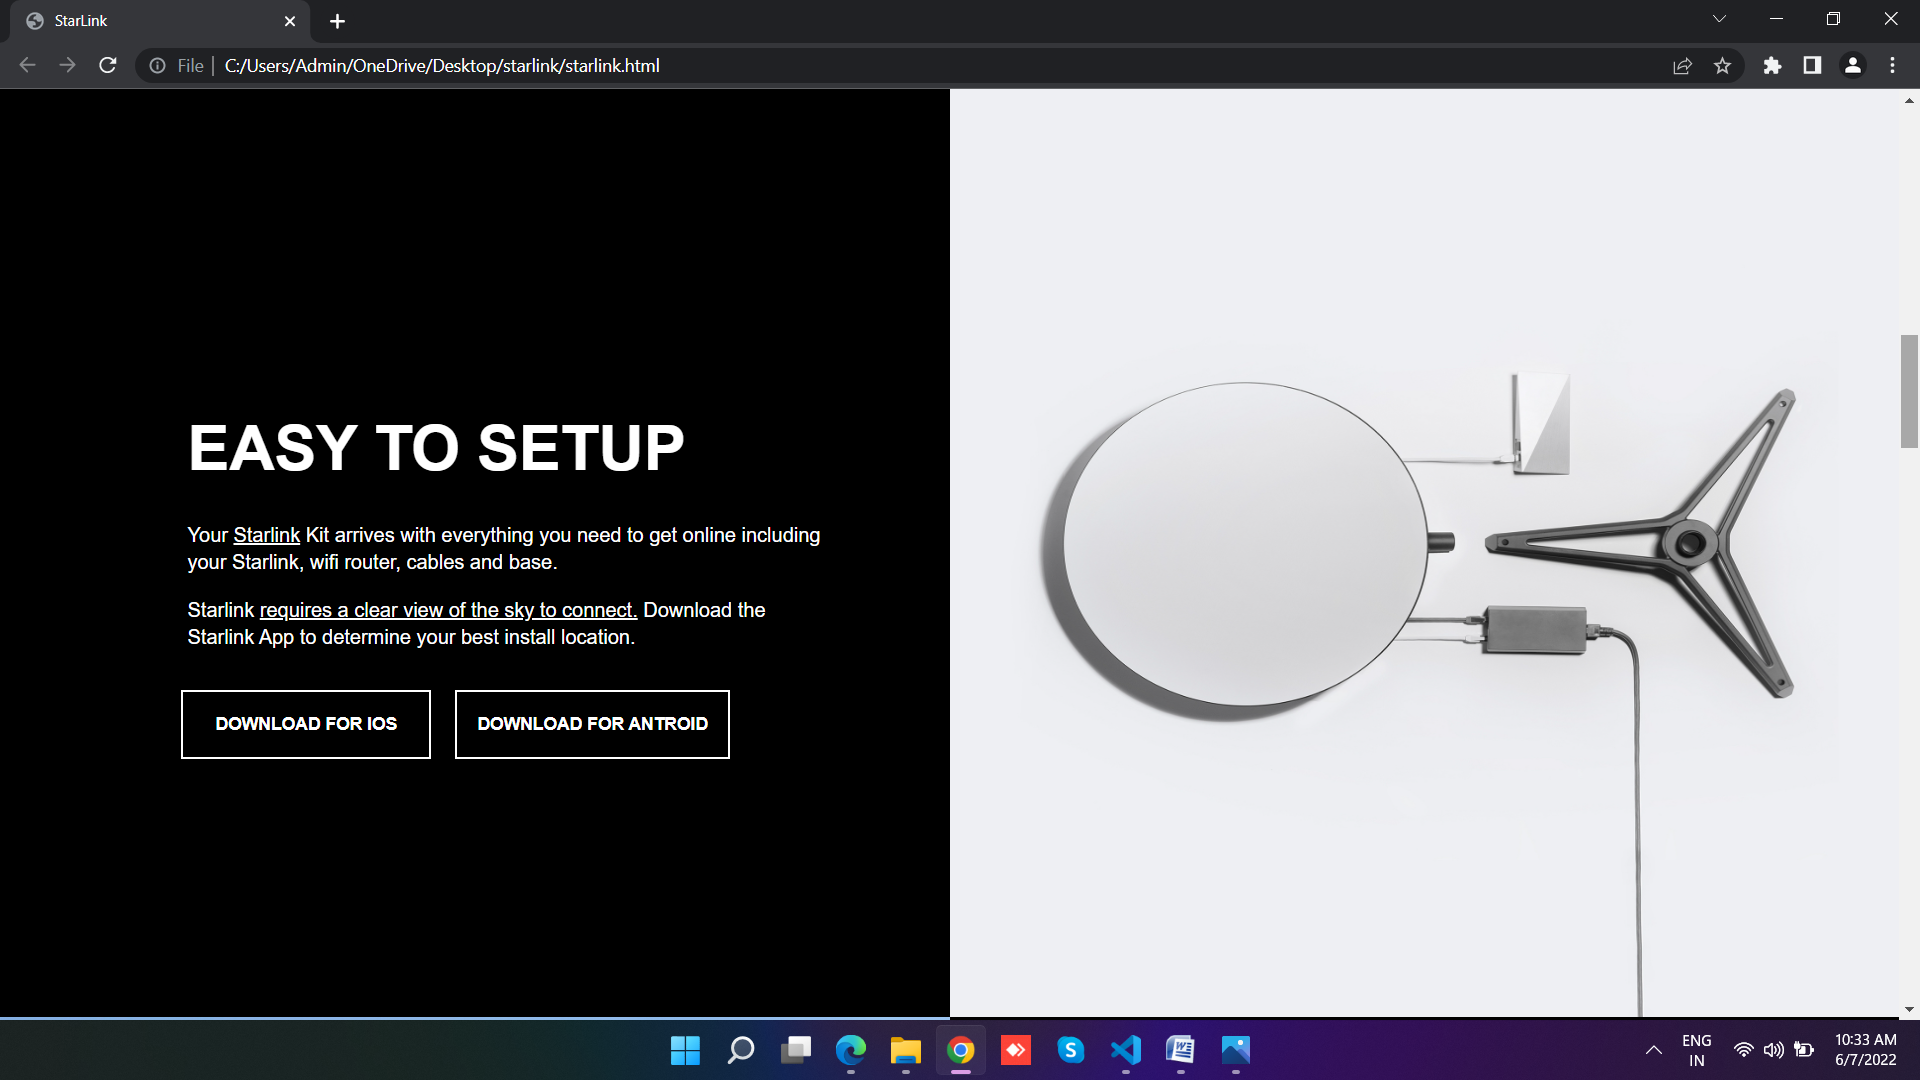 StarLink
File
C:/Users/Admin/OneDrive/Desktop/starlink/starlink.html
EASY TO SETUP
Your Starlink Kit arrives with everything you need to get online including
your Starlink, wifi router, cables and base.
Starlink requires a clear view of the sky to connect. Download the
Starlink App to determine your best install location.
DOWNLOAD FOR IOS
DOWNLOAD FOR ANTROID
ENG
IN
10:33 AM
6/7/2022